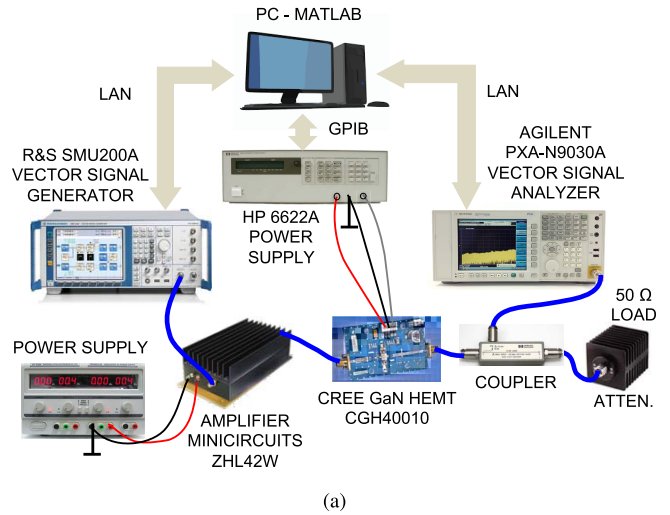 PC - MATLAB
LAN
LAN
GPIB
R&S SMU200A
VECTOR SIGNAL
GENERATOR
AGILENT
PXA-N9030A
VECTOR SIGNAL
ANALYZER
HP 6622A
POWER
SUPPLY
50 Ω
LOAD
POWER SUPPLY
COUPLER
ATTEN.
CREE GaN HEMT
CGH40010
AMPLIFIER
MINICIRCUITS
ZHL42W
(a)